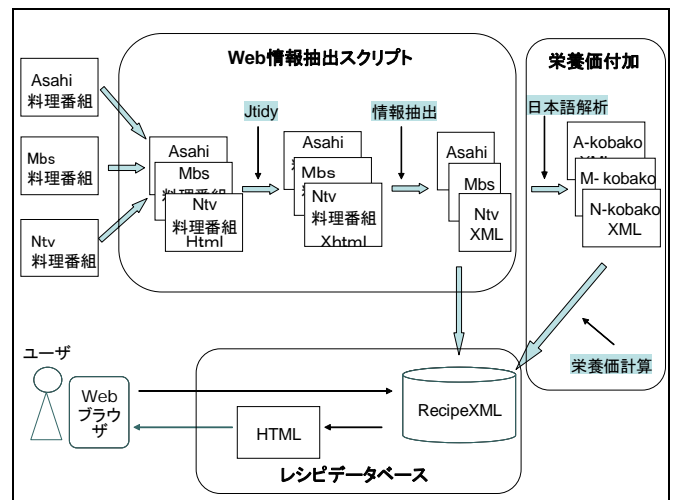 Web情報抽出スクリプト
栄養価付加
Asahi
料理番組
Mbs
料理番組
Ntv
料理番組
Jtidy
情報抽出
日本語解析
Asahi
Mbs
料理番組
Ntv
料理番組
Html
Asahi
Mbs
Ntv
料理番組
Xhtml
Asahi
Mbs
Ntv
XML
A-kobako
XML
M- kobako
N-kobako
XML
栄養価計算
ユーザ
Web
ブラウ
ザ
HTML
RecipeXML
レシピデータベース